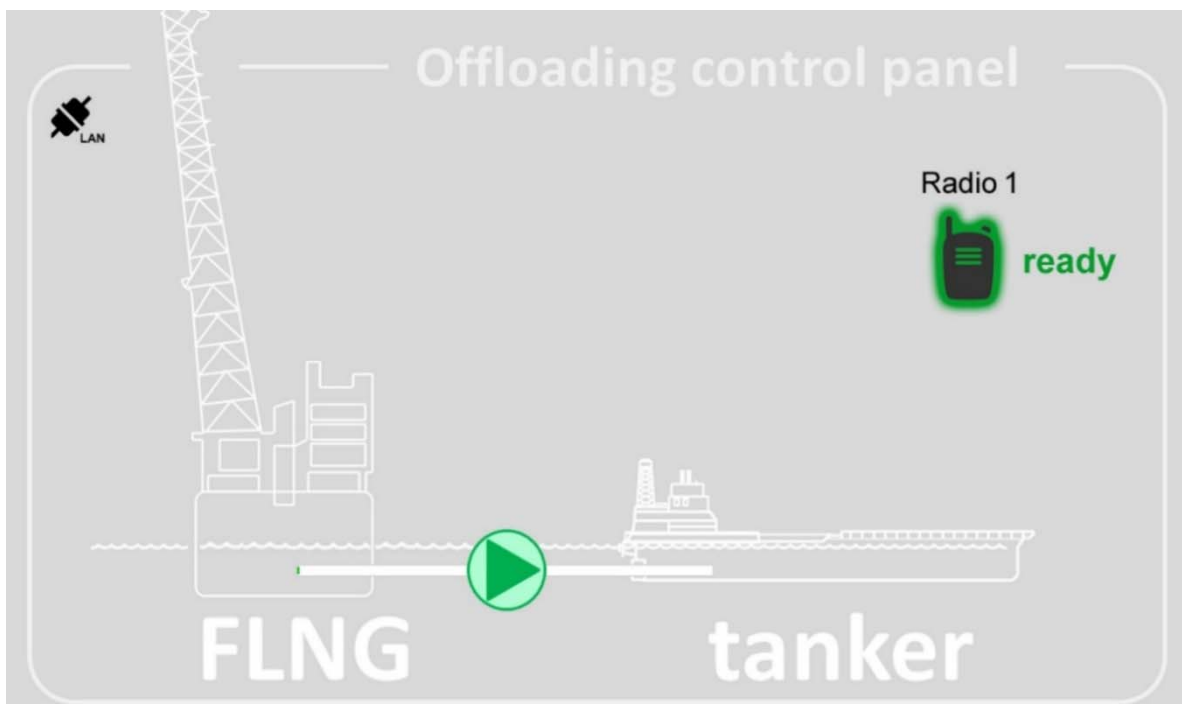 Offloading control panel
LAN
Radio 1
ready
FLNG
tanker